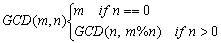 GCD(m,n){m if n == 0
GCD(n, m%n) if n > 0